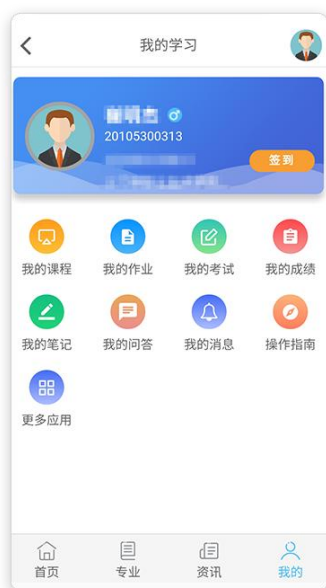 我的学习
20105300313
签到
我的课程 我的作业 我的考试 我的成绩
我的笔记 我的问答 我的消息 操作指南
更多应用
首页 专业 资讯 我的